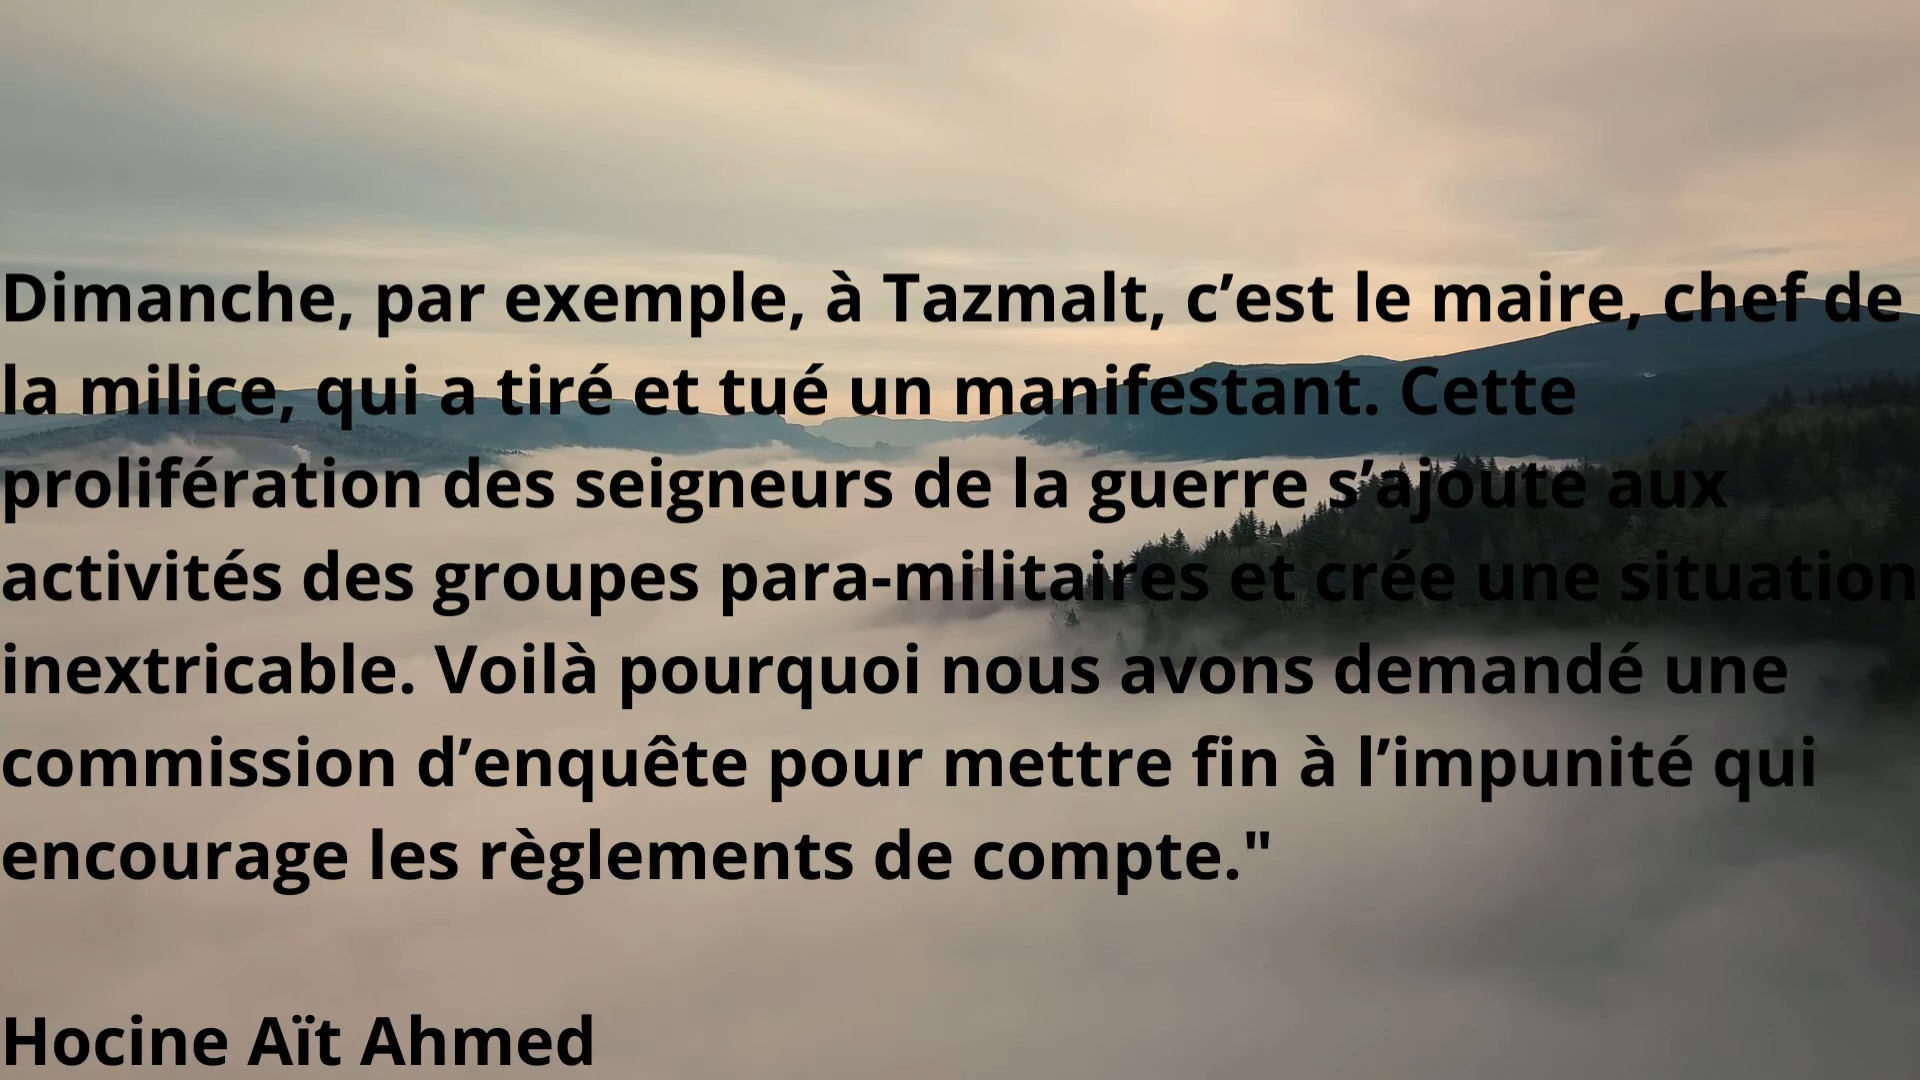 Dimanche, par exemple, à Tazmalt, c’est le maire, chef de
la milice, qui a tiré et tué un manifestant. Cette
prolifération des seigneurs de la guerre s’ajoute aux
activités des groupes para-militaires et crée une situation
inextricable. Voilà pourquoi nous avons demandé une
commission d’enquête pour mettre fin à l’impunité qui
encourage les règlements de compte."
Hocine Aït Ahmed